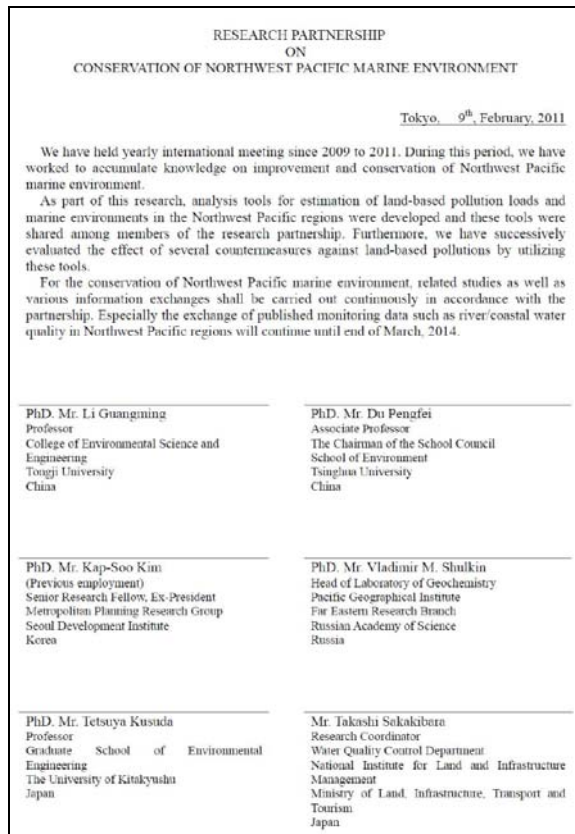 RESEARCH PARTNERSHIP
ON
CONSERVATION OF NORTHWEST PACIFIC MARINE ENVIRONMENT
Tokyo, 9th, February, 2011
We have held yearly international meeting since 2009 to 2011. During this period, we have
worked to accumulate knowledge on improvement and conservation of Northwest Pacific
marine environment.
As part of this research, analysis tools for estimation of land-based pollution loads and
marine environments in the Northwest Pacific regions were developed and these tools were
shared among members of the research partnership. Furthermore, we have successively
evaluated the effect of several countermeasures against land-based pollutions by utilizing
these tools.
For the conservation of Northwest Pacific marine environment, related studies as well as
various information exchanges shall be carried out continuously in accordance with the
partnership. Especially the exchange of published monitoring data such as river/coastal water
quality in Northwest Pacific regions will continue until end of March, 2014.
PhD. Mr. Li Guangming
Professor
College of Environmental Science and
Engineering
Tongji University
China
PhD. Mr. Du Pengfei
Associate Professor
The Chairman of the School Council
School of Environment
Tsinghua University
China
PhD. Mr. Kap-Soo Kim
(Previous employment)
Senior Research Fellow, Ex-President
Metropolitan Planning Research Group
Seoul Development Institute
Korea
PhD. Mr. Vladimir M. Shulkin
Head of Laboratory of Geochemistry
Pacific Geographical Institute
Far Eastern Research Branch
Russian Academy of Science
Russia
PhD. Mr. Tetsuya Kusuda
Professor
Graduate School of Environmental
Engineering
The University of Kitakyushu
Japan
Mr. Takashi Sakakibara
Research Coordinator
Water Quality Control Department
National Institute for Land and Infrastructure
Management
Ministry of Land, Infrastructure, Transport and
Tourism
Japan